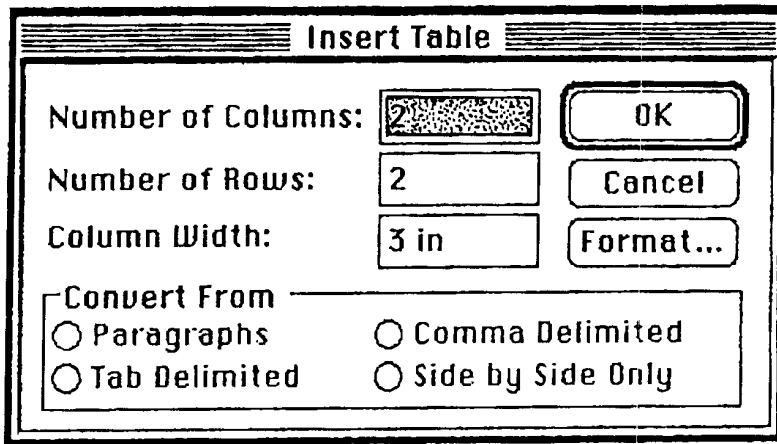 Insert Table
Number of Columns: 2 OK
Number of Rows: 2 Cancel
Column Width: 3 in Format...
Convert From
Paragraphs Comma Delimited
Tab Delimited Side by Side Only